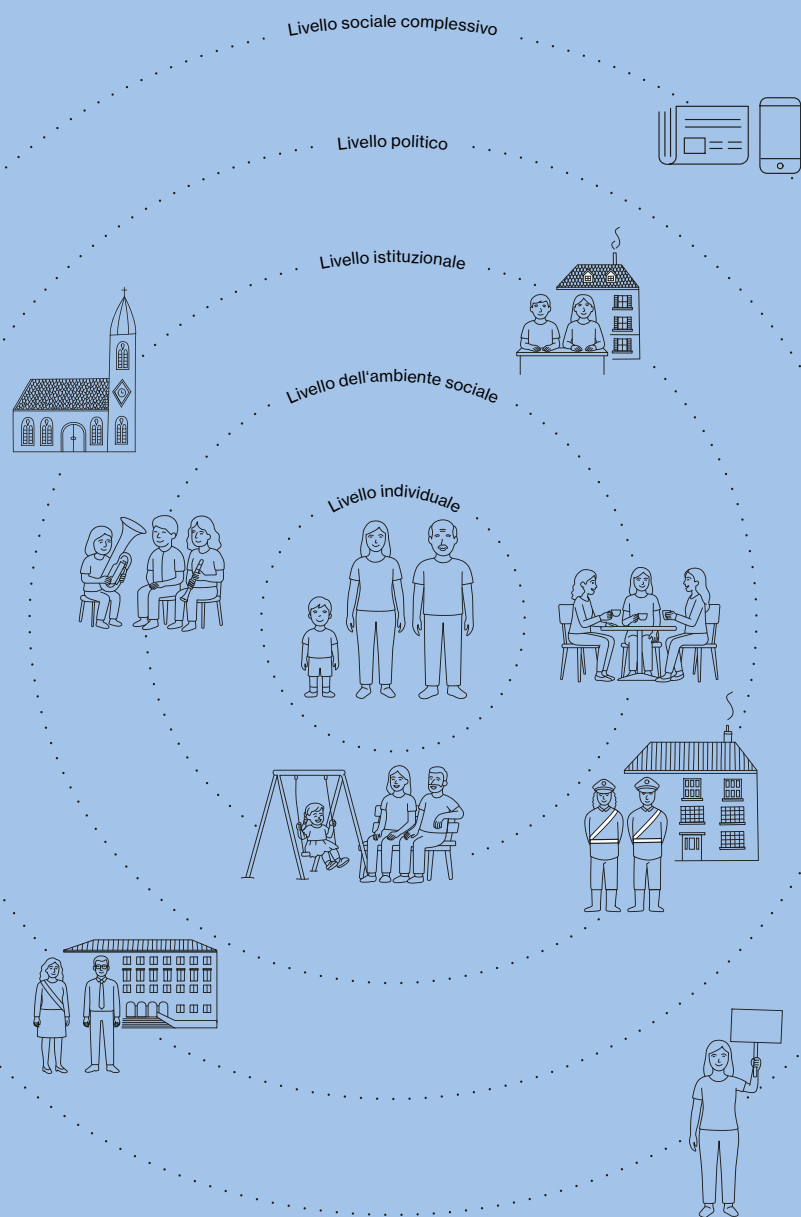 Livello sociale complessivo
Livello politico
Livello istituzionale
Livello dell‘ambiente sociale
Livello individuale